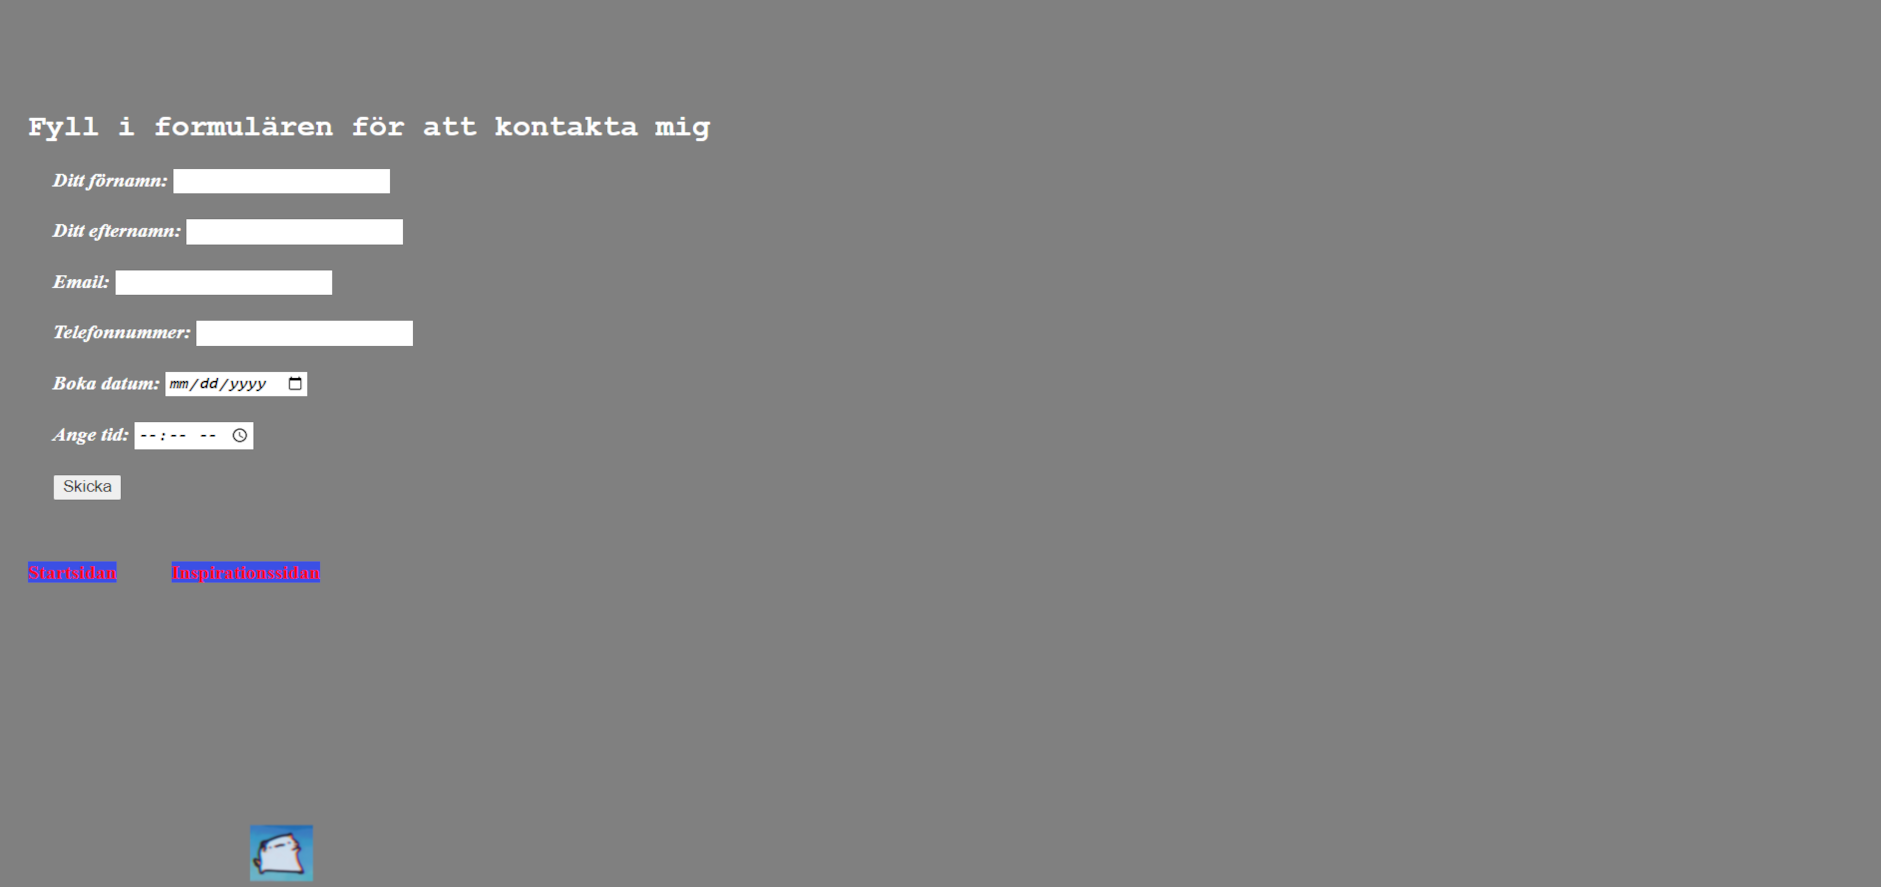 Fyll i formulären för att kontakta mig
Ditt förnamn:
Ditt efternamn:
Email:
Telefonnummer:
Boka datum: mm/dd/yyyy
Ange tid: --:-- --
Skicka
Startsidan Inspirationssidan